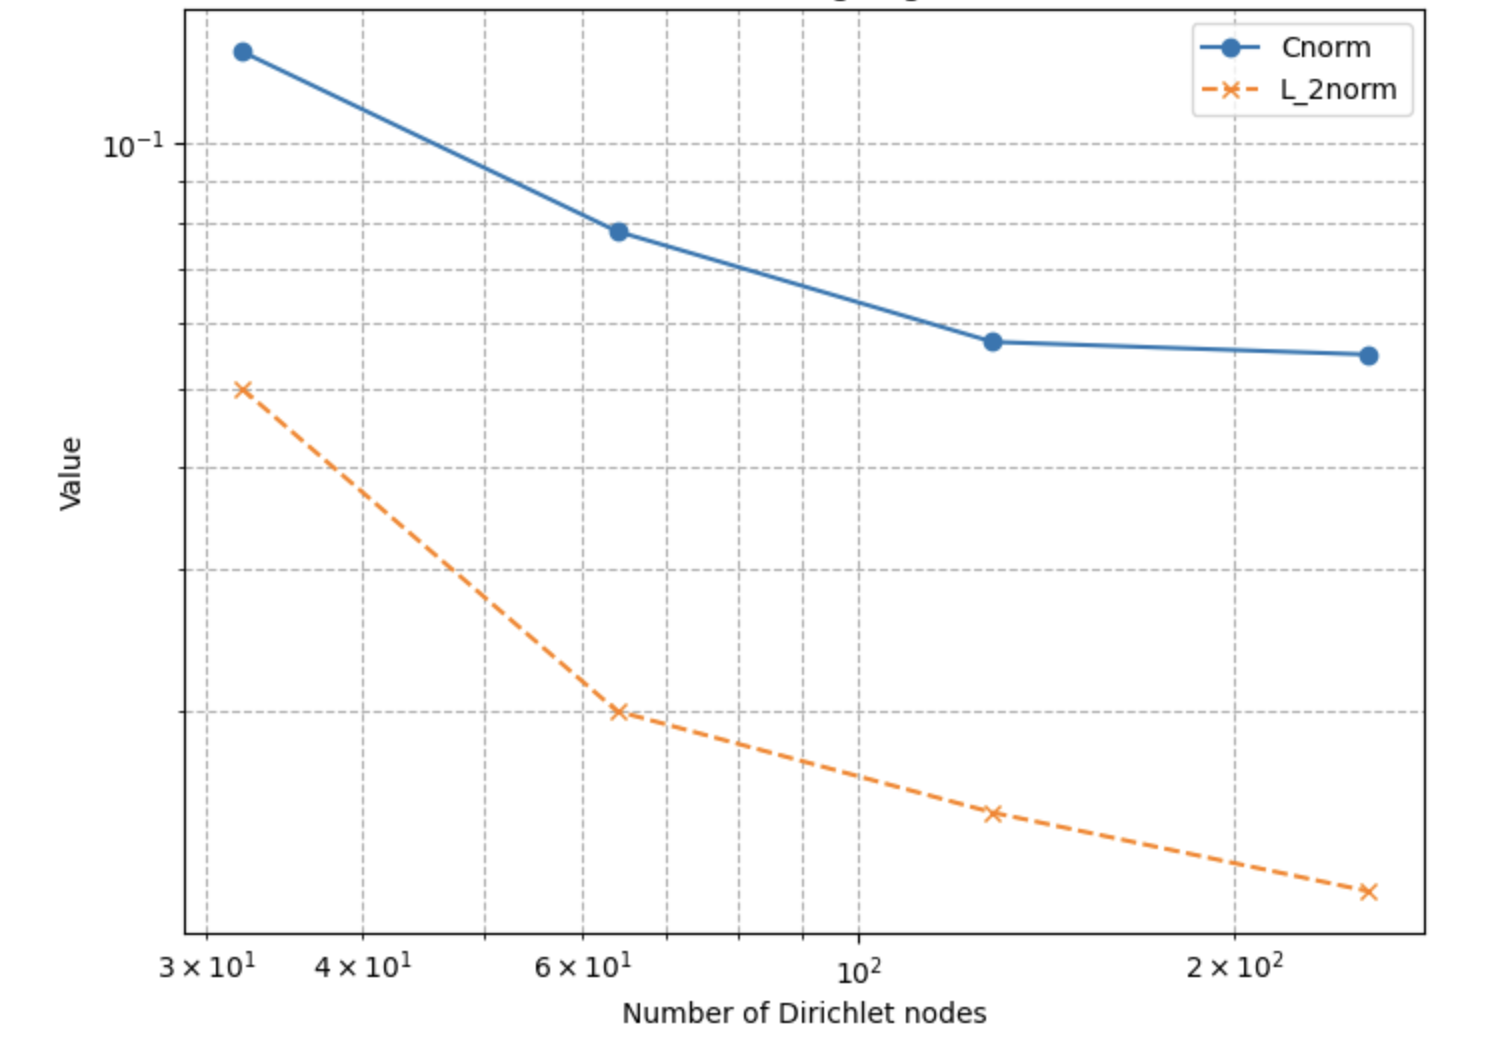 Cnorm
L_2norm
10⁻¹
Value
3 × 10¹
4 × 10¹
6 × 10¹
10²
2 × 10²
Number of Dirichlet nodes